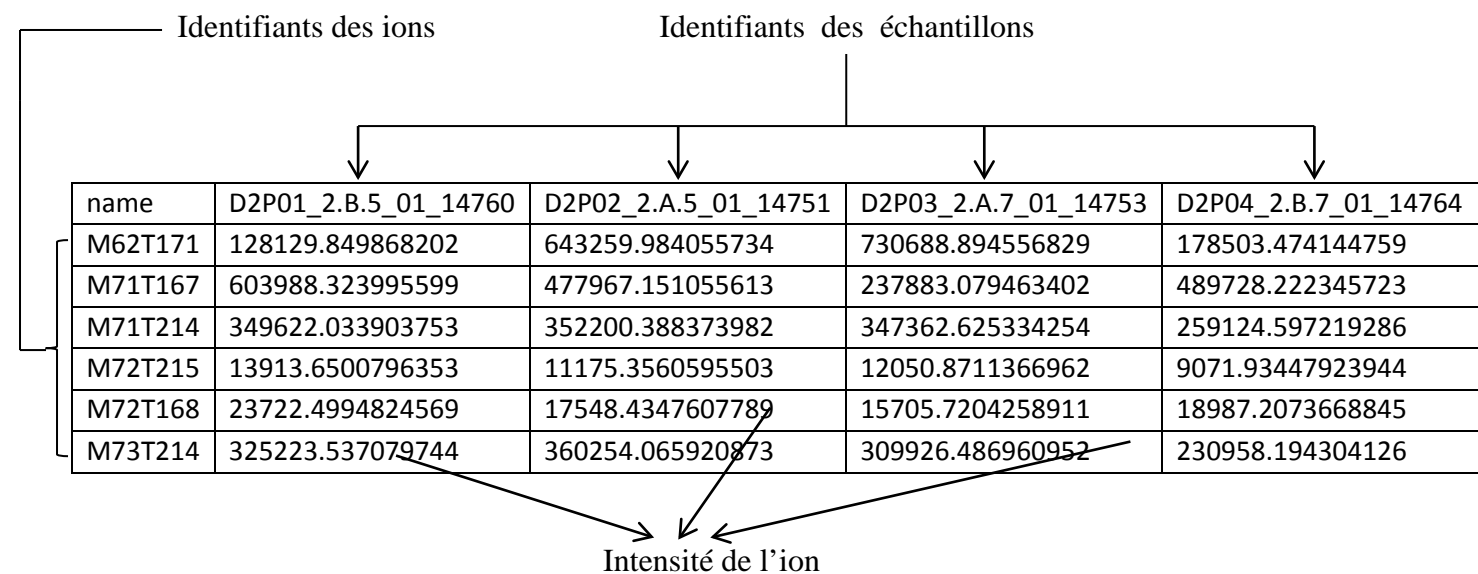 Identifiants des ions Identifiants des échantillons
name D2P01_2.B.5_01_14760 D2P02_2.A.5_01_14751 D2P03_2.A.7_01_14753 D2P04_2.B.7_01_14764
M62T171 128129.849868202 643259.984055734 730688.894556829 178503.474144759
M71T167 603988.323995599 477967.151055613 237883.079463402 489728.222345723
M71T214 349622.033903753 352200.388373982 347362.625334254 259124.597219286
M72T215 13913.6500796353 11175.3560595503 12050.8711366962 9071.93447923944
M72T168 23722.4994824569 17548.4347607789 15705.7204258911 18987.2073668845
M73T214 325223.537079744 360254.065920873 309926.486960952 230958.194304126
Intensité de l’ion